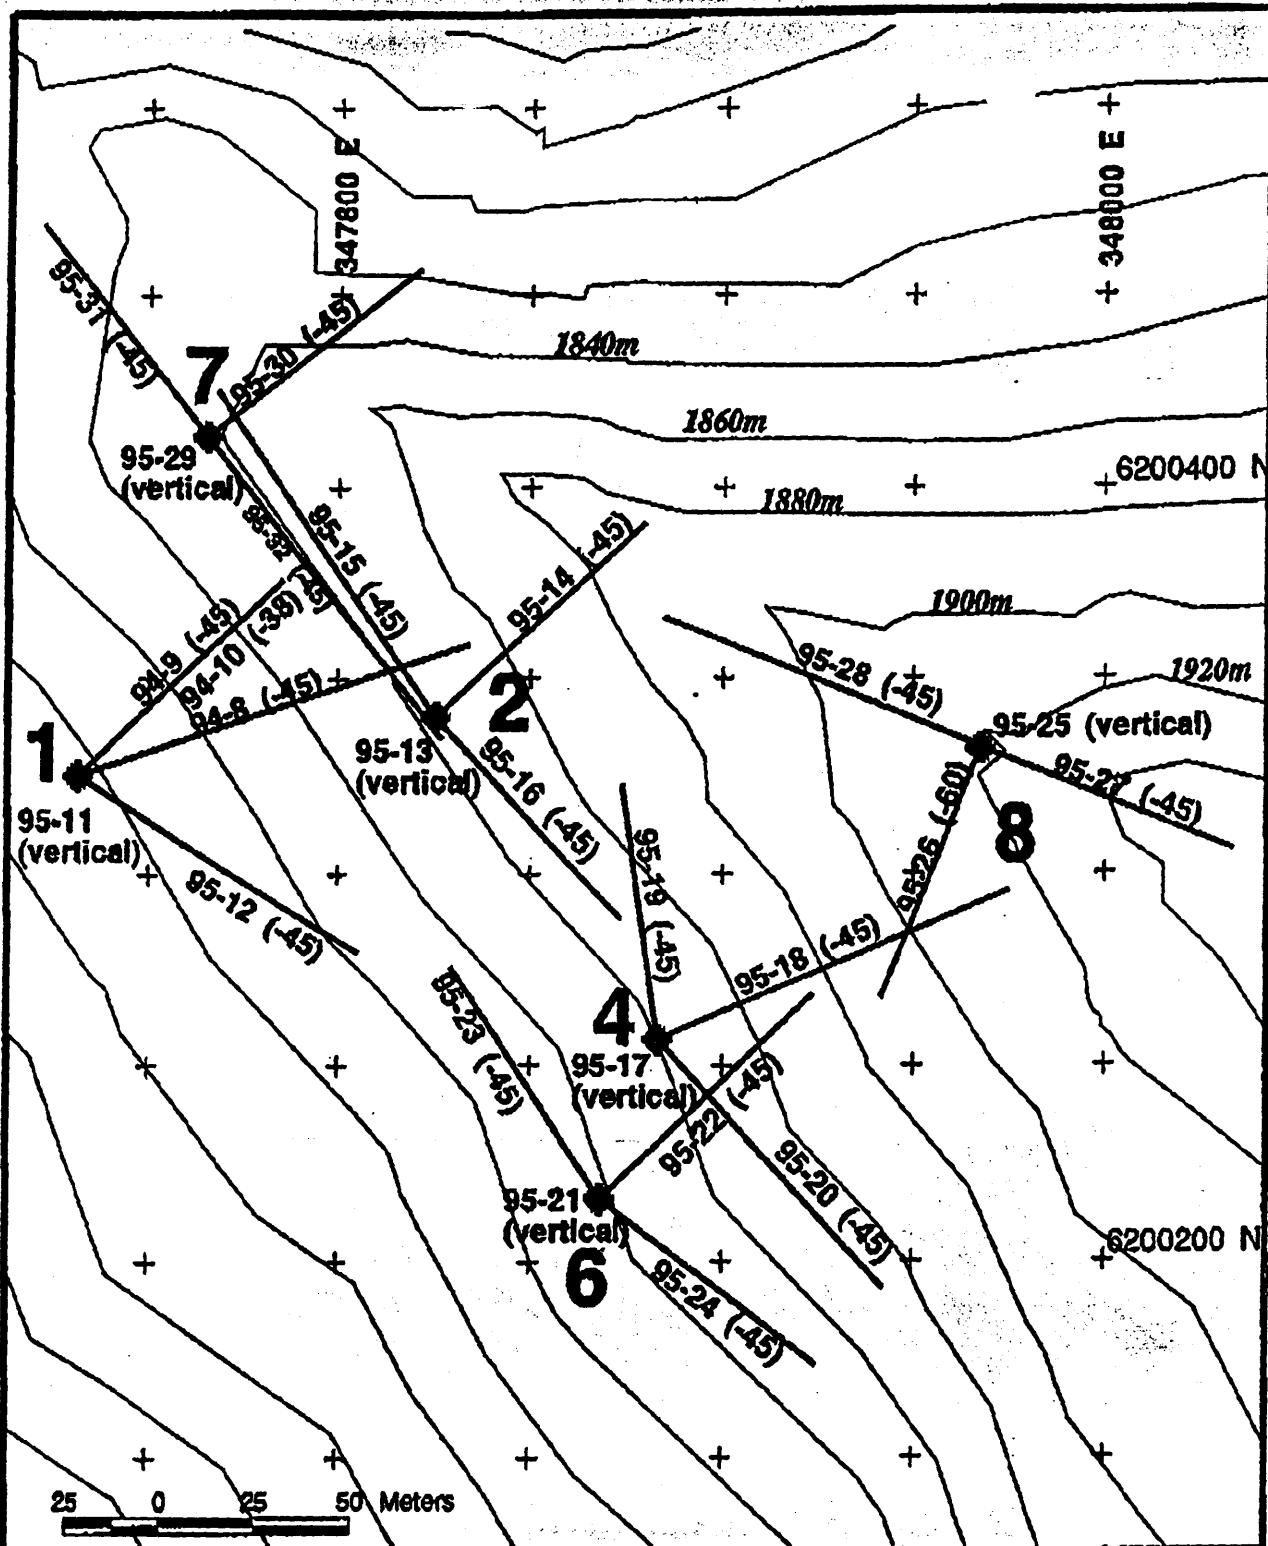 347800 E
348000 E
95-31 (-45)
95-30 (-45)
7
1840m
1860m
95-29
(vertical)
6200400 N
1880m
95-32 (-45)
95-15 (-45)
95-14 (-45)
1900m
94-9 (-45)
94-10 (-38)
94-8 (-45)
95-28 (-45)
1920m
2
1
95-13
(vertical)
95-16 (-45)
95-25 (vertical)
95-27 (-45)
95-26 (-60)
8
95-11
(vertical)
95-12 (-45)
95-19 (-45)
95-18 (-45)
95-23 (-45)
4
95-17
(vertical)
95-22 (-45)
95-20 (-45)
95-21
(vertical)
6
6200200 N
95-24 (-45)
25 0 25 50 Meters